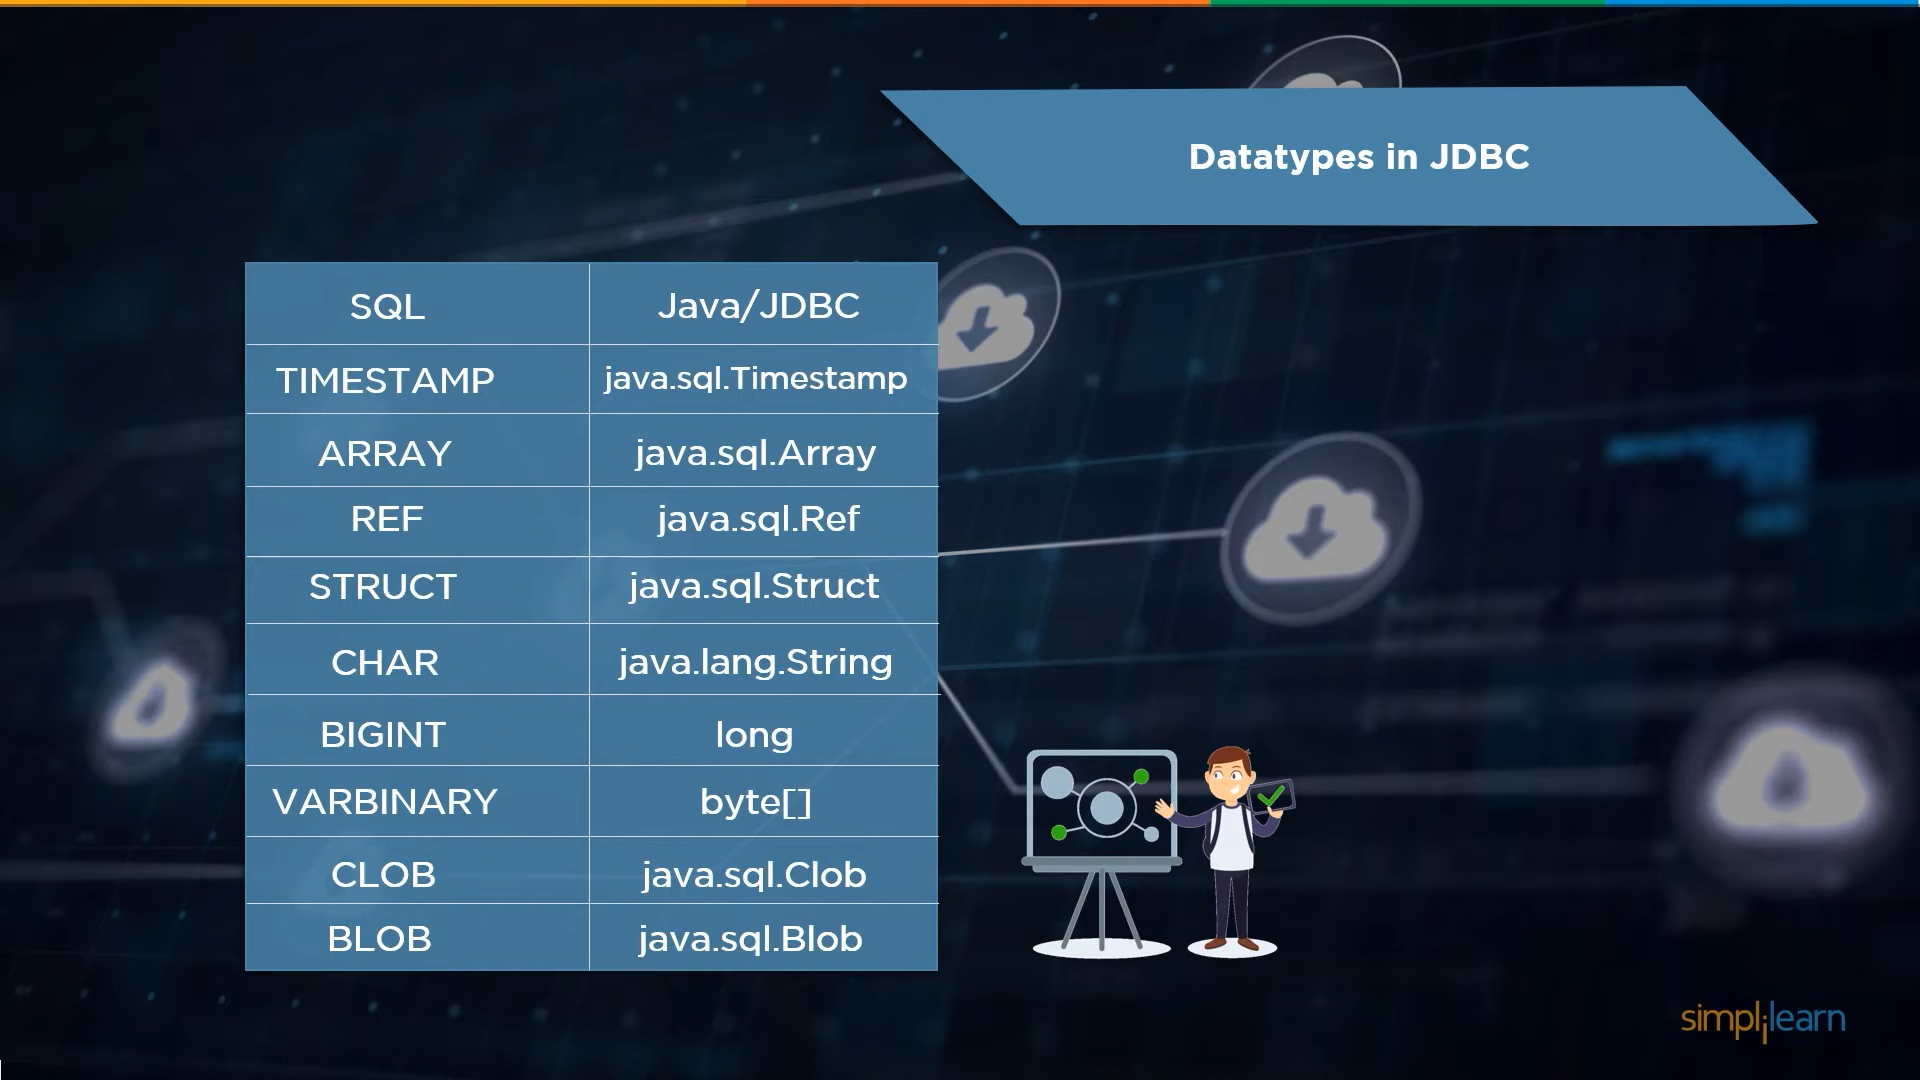 Datatypes in JDBC
SQL Java/JDBC
TIMESTAMP java.sql.Timestamp
ARRAY java.sql.Array
REF java.sql.Ref
STRUCT java.sql.Struct
CHAR java.lang.String
BIGINT long
VARBINARY byte[]
CLOB java.sql.Clob
BLOB java.sql.Blob
simplilearn